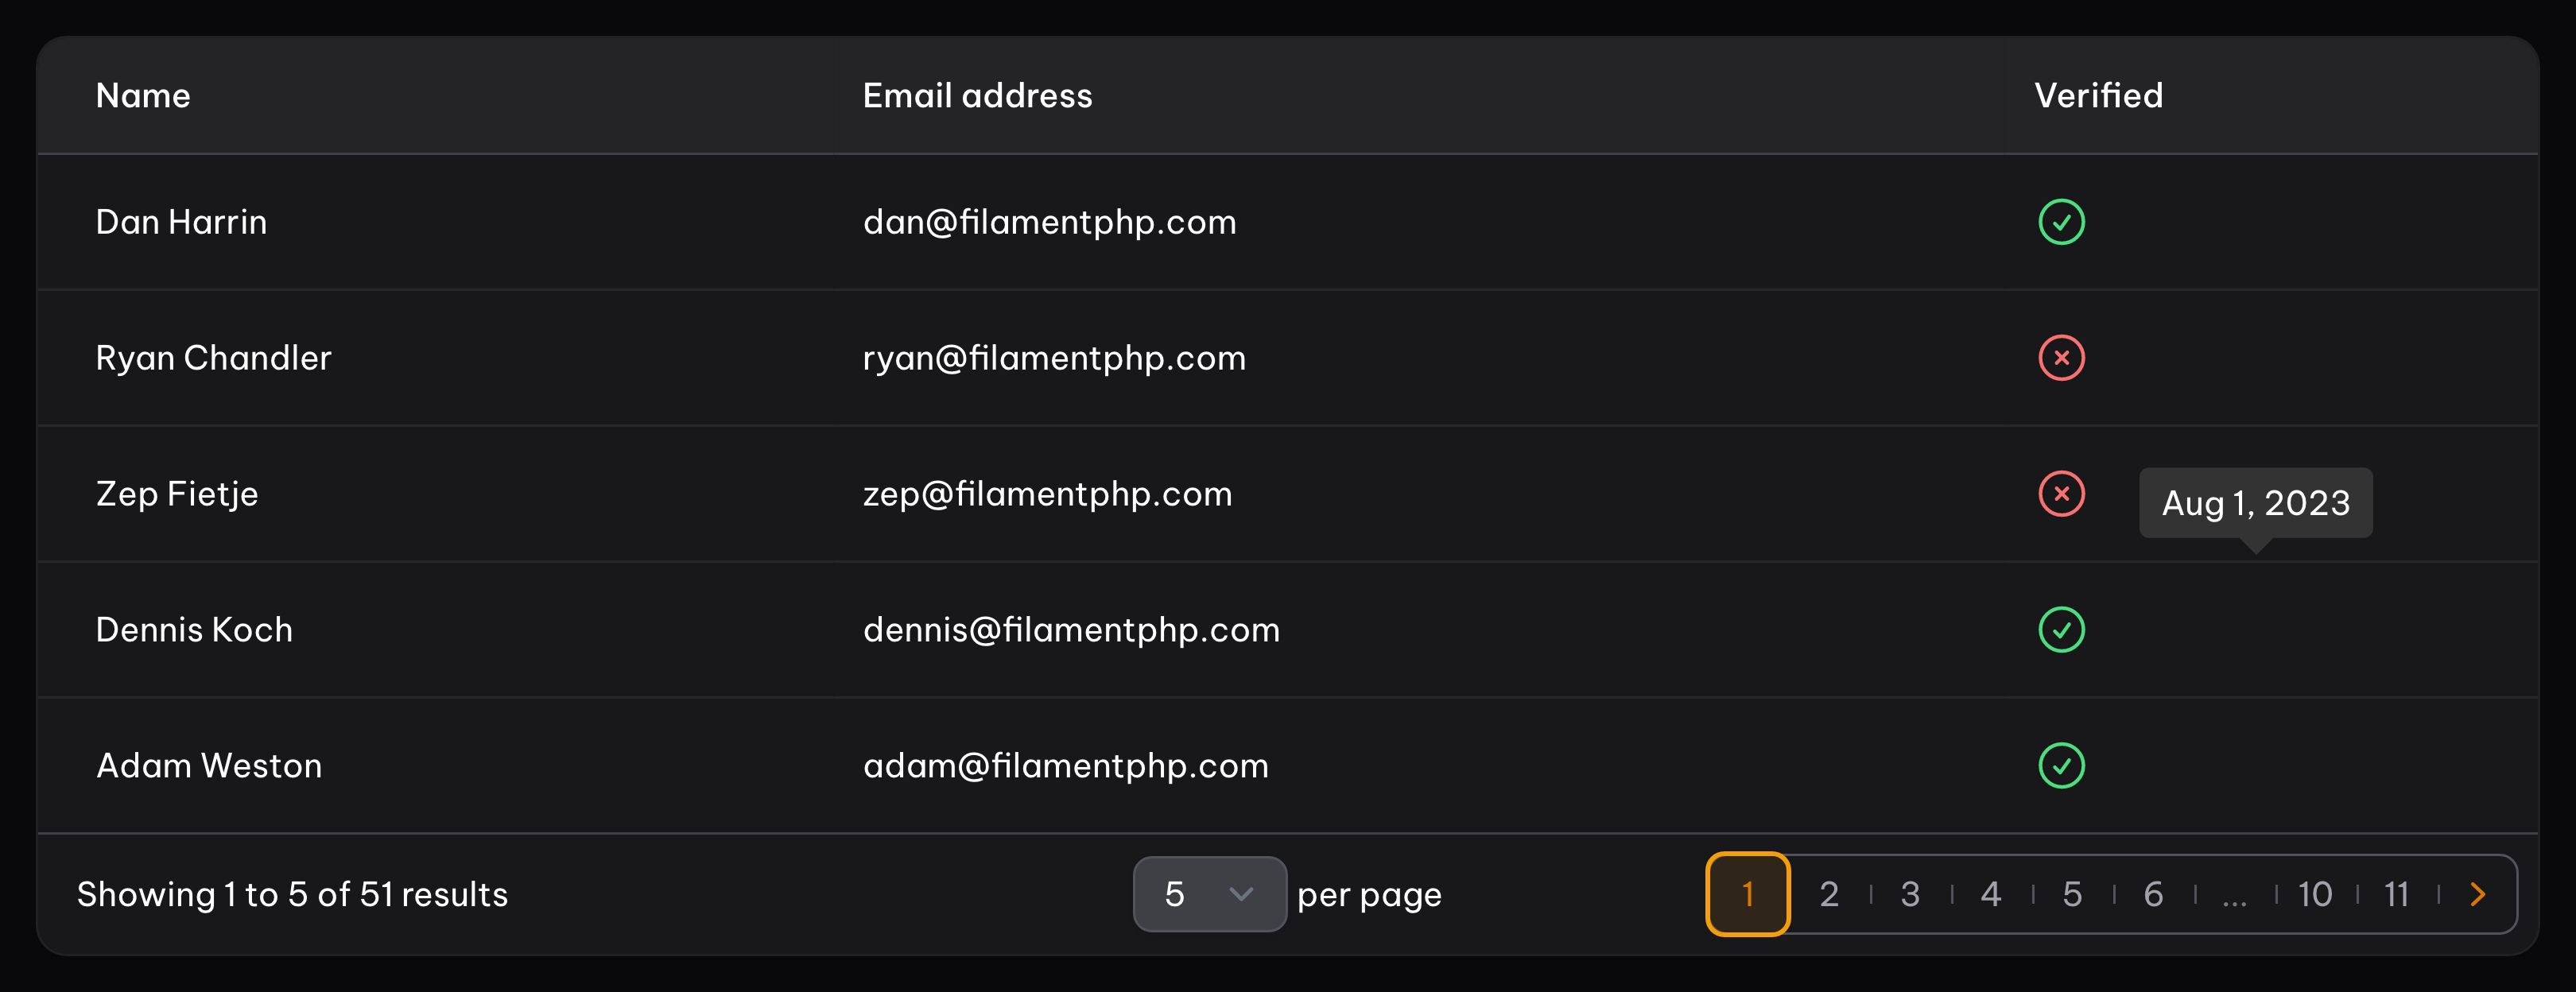 Name Email address Verified
Dan Harrin dan@filamentphp.com
Ryan Chandler ryan@filamentphp.com
Zep Fietje zep@filamentphp.com
Aug 1, 2023
Dennis Koch dennis@filamentphp.com
Adam Weston adam@filamentphp.com
Showing 1 to 5 of 51 results 5 per page 1 2 3 4 5 6 ... 10 11